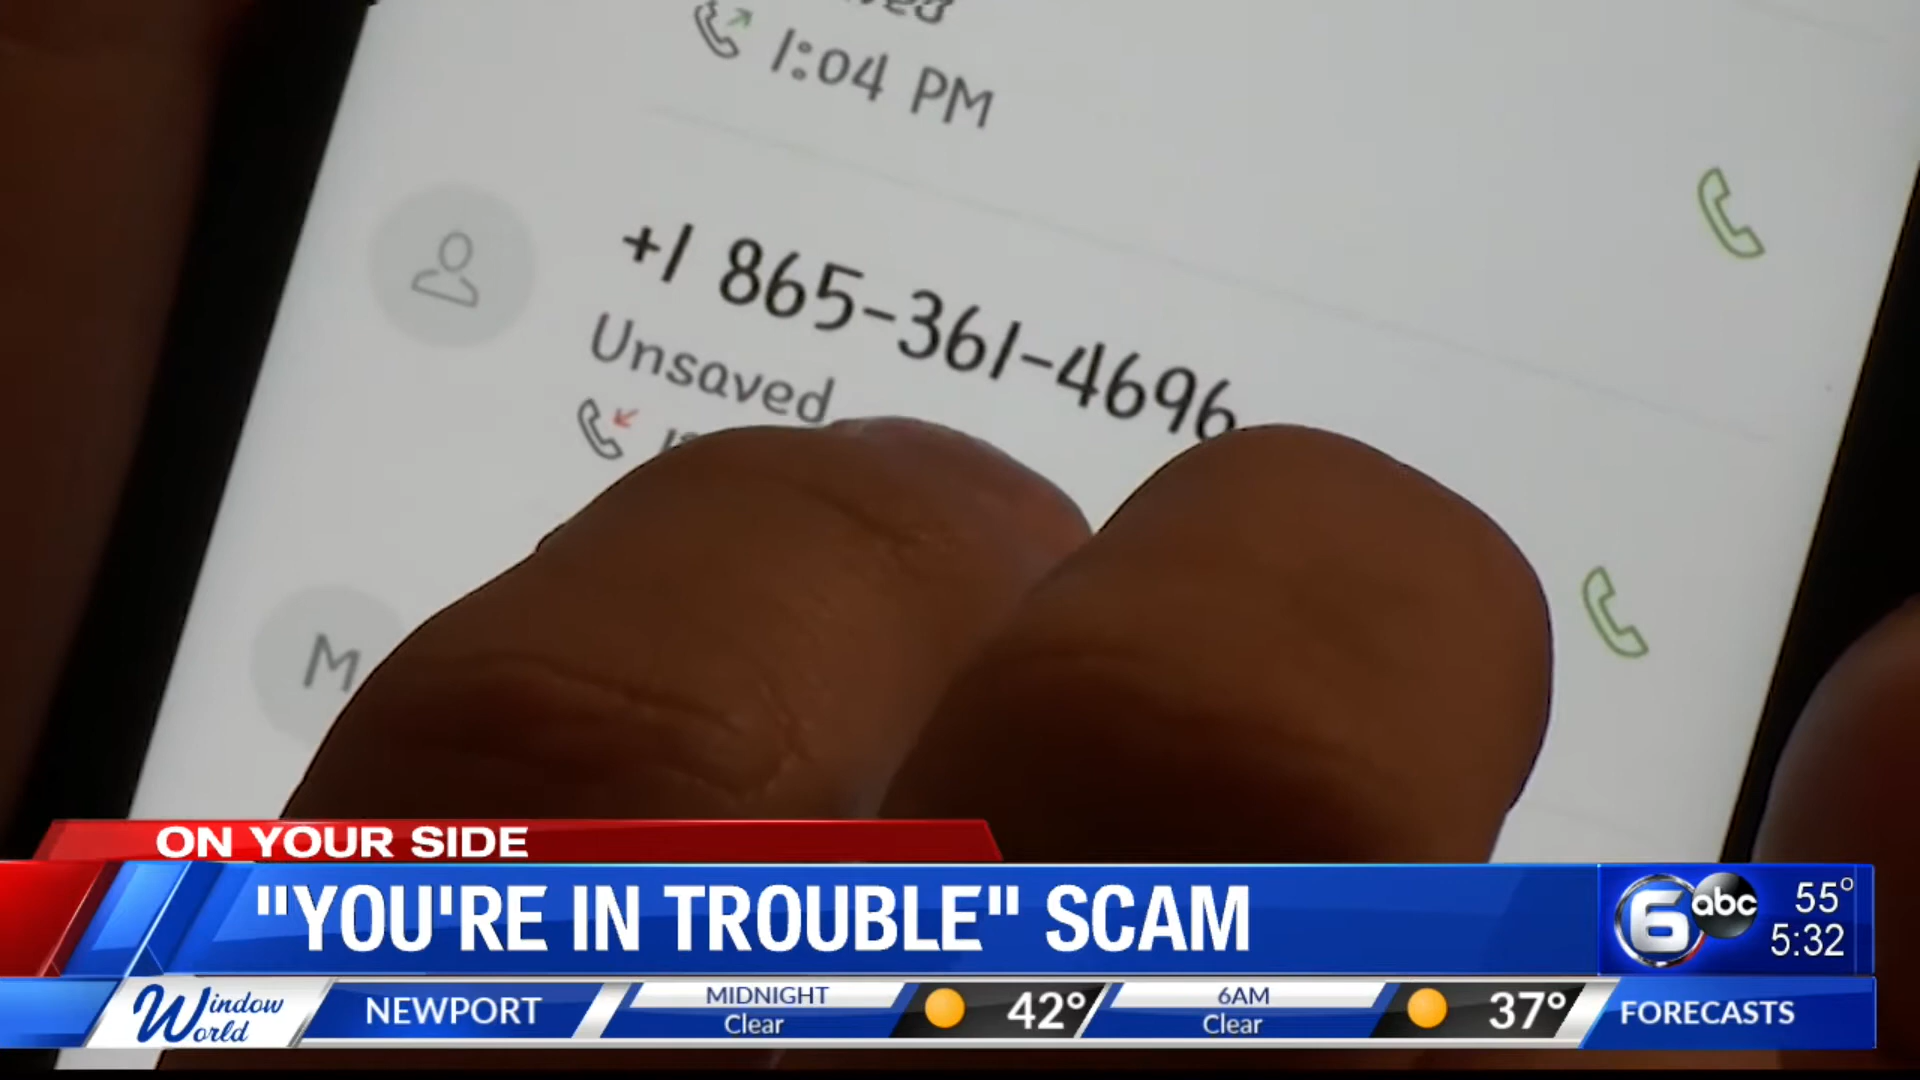 1:04 PM
+1 865-361-4696
Unsaved
M
ON YOUR SIDE
"YOU'RE IN TROUBLE" SCAM
6 abc 55°
5:32
Window World
NEWPORT
MIDNIGHT
Clear
42°
6AM
Clear
37°
FORECASTS